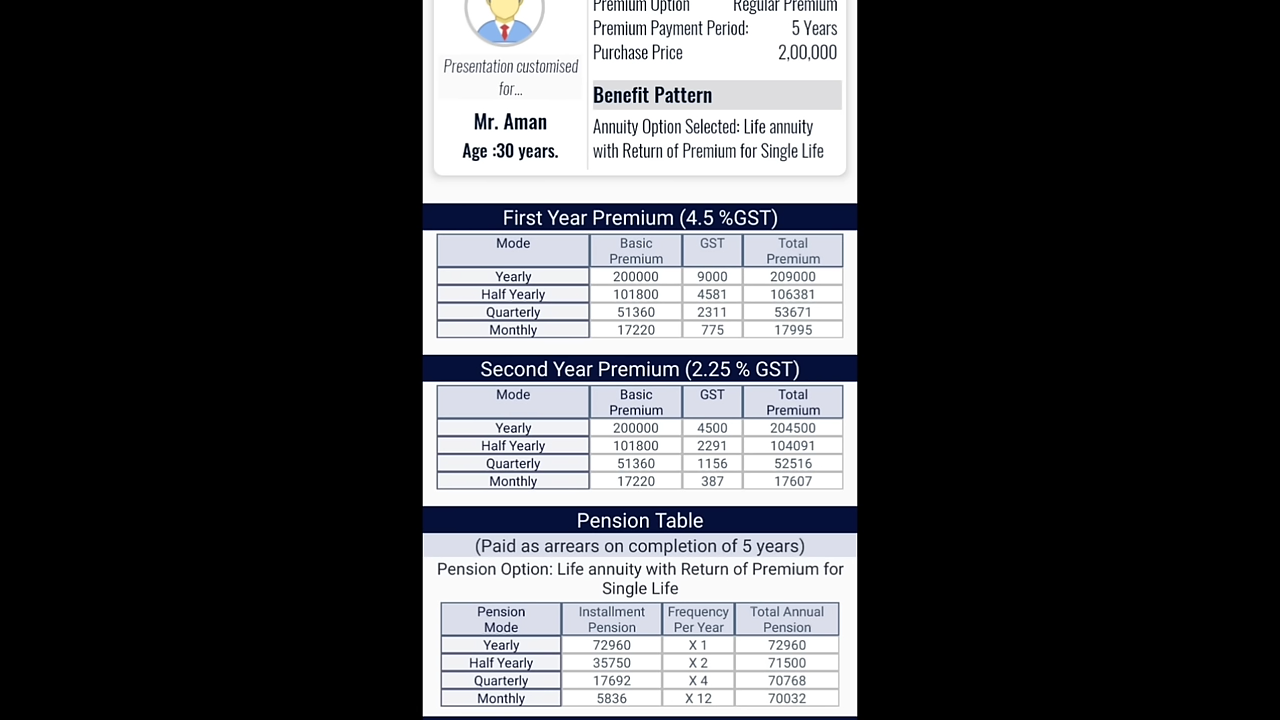 Premium Option Regular Premium
Premium Payment Period: 5 Years
Purchase Price 2,00,000
Presentation customised
for...
Mr. Aman
Age :30 years.
Benefit Pattern
Annuity Option Selected: Life annuity
with Return of Premium for Single Life
First Year Premium (4.5 %GST)
Mode Basic Premium GST Total Premium
Yearly 200000 9000 209000
Half Yearly 101800 4581 106381
Quarterly 51360 2311 53671
Monthly 17220 775 17995
Second Year Premium (2.25 % GST)
Mode Basic Premium GST Total Premium
Yearly 200000 4500 204500
Half Yearly 101800 2291 104091
Quarterly 51360 1156 52516
Monthly 17220 387 17607
Pension Table
(Paid as arrears on completion of 5 years)
Pension Option: Life annuity with Return of Premium for
Single Life
Pension Mode Installment Pension Frequency Per Year Total Annual Pension
Yearly 72960 X 1 72960
Half Yearly 35750 X 2 71500
Quarterly 17692 X 4 70768
Monthly 5836 X 12 70032